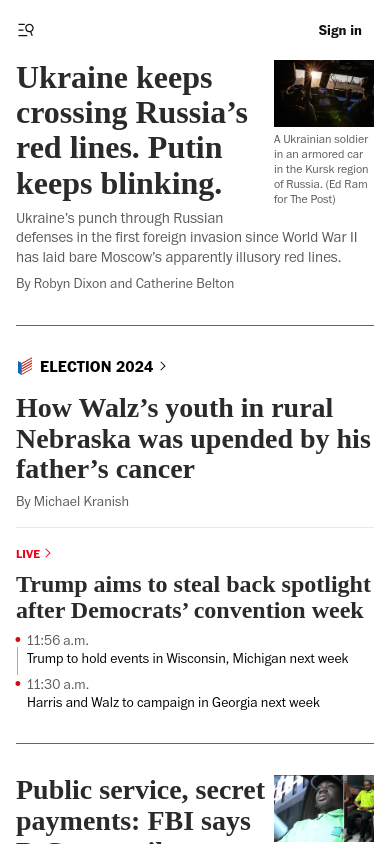 Sign in
Ukraine keeps
crossing Russia’s
red lines. Putin
keeps blinking.
A Ukrainian soldier
in an armored car
in the Kursk region
of Russia. (Ed Ram
for The Post)
Ukraine's punch through Russian
defenses in the first foreign invasion since World War II
has laid bare Moscow's apparently illusory red lines.
By Robyn Dixon and Catherine Belton
ELECTION 2024
How Walz’s youth in rural
Nebraska was upended by his
father’s cancer
By Michael Kranish
LIVE
Trump aims to steal back spotlight
after Democrats’ convention week
11:56 a.m.
Trump to hold events in Wisconsin, Michigan next week
11:30 a.m.
Harris and Walz to campaign in Georgia next week
Public service, secret
payments: FBI says